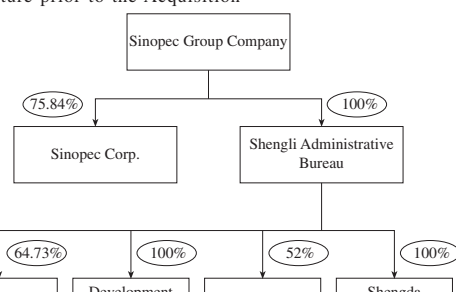 ture prior to the Acquisition
Sinopec Group Company
75.84%
100%
Sinopec Corp.
Shengli Administrative
Bureau
64.73%
100%
52%
100%
Development
Shengda